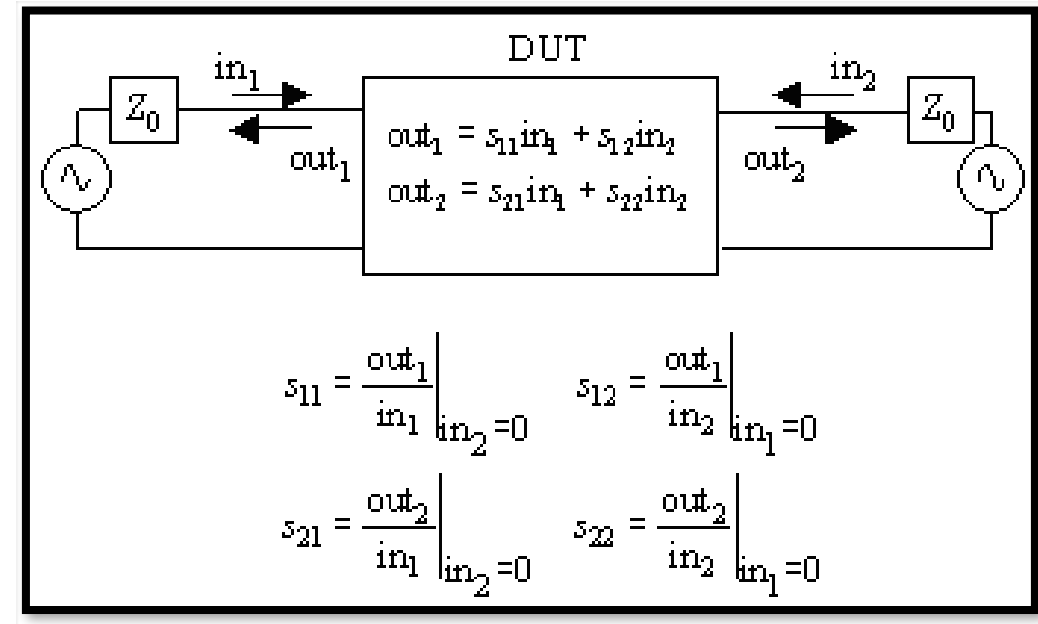 DUT
in₁ in₂
Z₀ Z₀
out₁ = s₁₁in₁ + s₁₂in₂
out₁ out₂
out₂ = s₂₁in₁ + s₂₂in₂
s₁₁ = out₁/in₁ |in₂=0 s₁₂ = out₁/in₂ |in₁=0
s₂₁ = out₂/in₁ |in₂=0 s₂₂ = out₂/in₂ |in₁=0